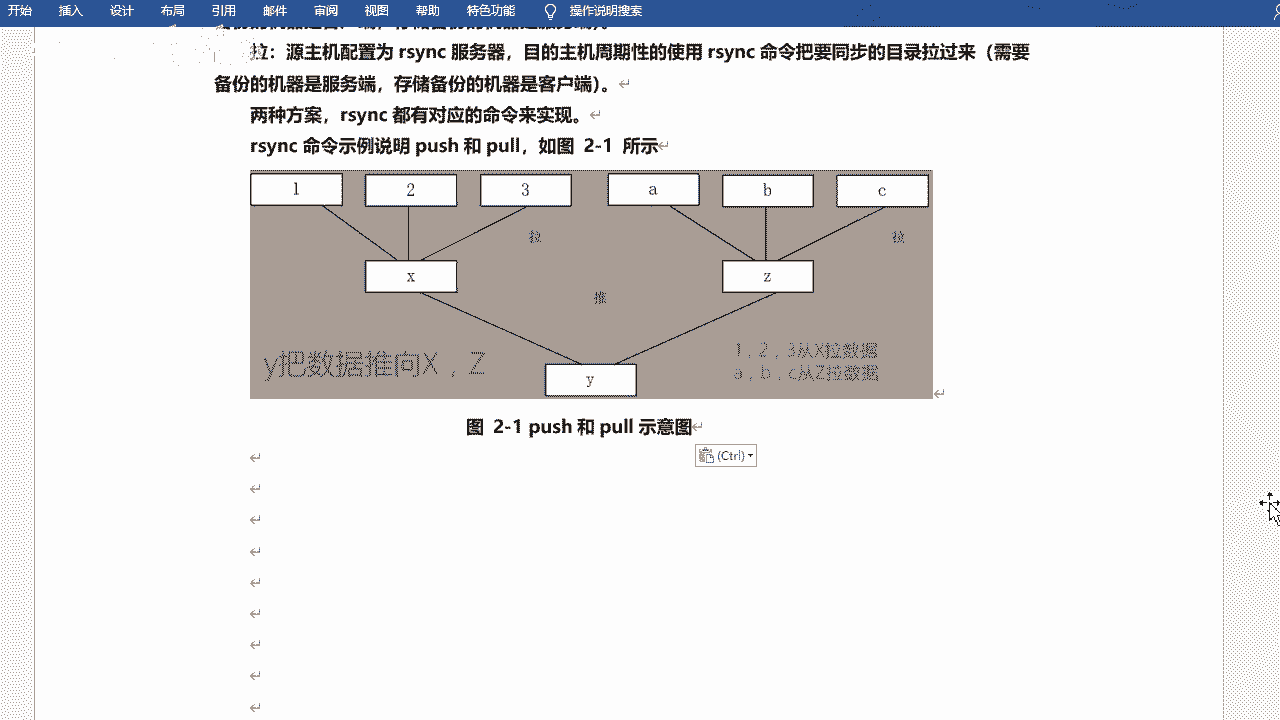 开始 插入 设计 布局 引用 邮件 审阅 视图 帮助 特色功能 操作说明搜索
拉：源主机配置为 rsync 服务器，目的主机周期性的使用 rsync 命令把要同步的目录拉过来（需要
备份的机器是服务端，存储备份的机器是客户端）。
两种方案，rsync 都有对应的命令来实现。
rsync 命令示例说明 push 和 pull，如图 2-1 所示
1 2 3 a b c
拉 拉
x z
推
y把数据推向X，Z
1，2，3从X拉数据
a，b，c从Z拉数据
y
图 2-1 push 和 pull 示意图
(Ctrl)